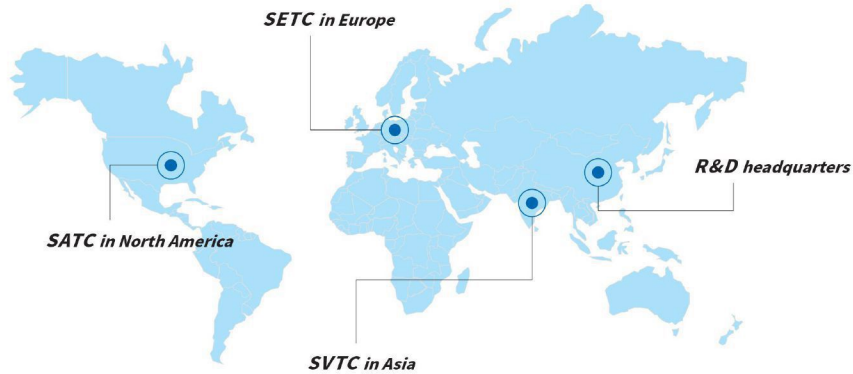 SETC in Europe
R&D headquarters
SATC in North America
SVTC in Asia